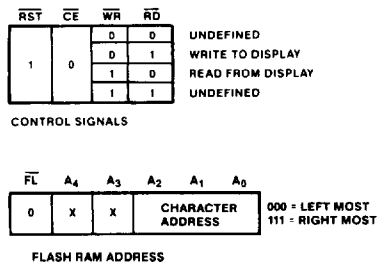 RST CE WR RD
0 0 UNDEFINED
0 1 WRITE TO DISPLAY
1 0 1 0 READ FROM DISPLAY
1 1 UNDEFINED
CONTROL SIGNALS
FL A4 A3 A2 A1 A0
0 X X CHARACTER ADDRESS 000 = LEFT MOST
111 = RIGHT MOST
FLASH RAM ADDRESS